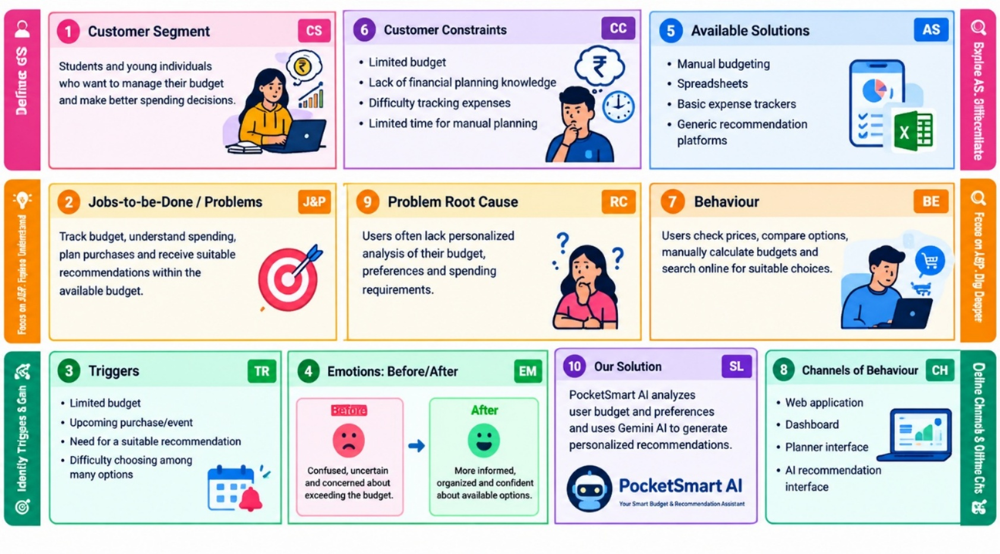 1 Customer Segment CS
Students and young individuals
who want to manage their budget
and make better spending decisions.
6 Customer Constraints CC
• Limited budget
• Lack of financial planning knowledge
• Difficulty tracking expenses
• Limited time for manual planning
5 Available Solutions AS
• Manual budgeting
• Spreadsheets
• Basic expense trackers
• Generic recommendation
platforms
2 Jobs-to-be-Done / Problems J&P
Track budget, understand spending,
plan purchases and receive suitable
recommendations within the
available budget.
9 Problem Root Cause RC
Users often lack personalized
analysis of their budget,
preferences and spending
requirements.
7 Behaviour BE
Users check prices, compare options,
manually calculate budgets and
search online for suitable choices.
3 Triggers TR
• Limited budget
• Upcoming purchase/event
• Need for a suitable recommendation
• Difficulty choosing among
many options
4 Emotions: Before/After EM
Before
Confused, uncertain
and concerned about
exceeding the budget.
After
More informed,
organized and confident
about available options.
10 Our Solution SL
PocketSmart AI analyzes
user budget and preferences
and uses Gemini AI to generate
personalized recommendations.
PocketSmart AI
Your Smart Budget & Recommendation Assistant
8 Channels of Behaviour CH
• Web application
• Dashboard
• Planner interface
• AI recommendation
interface